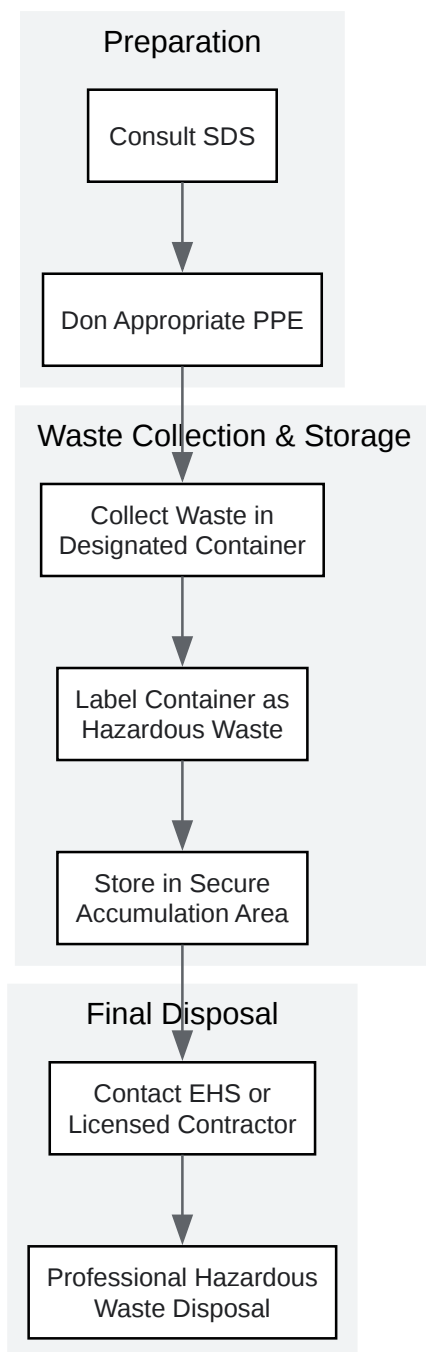 Preparation
Consult SDS
Don Appropriate PPE
Waste Collection & Storage
Collect Waste in
Designated Container
Label Container as
Hazardous Waste
Store in Secure
Accumulation Area
Final Disposal
Contact EHS or
Licensed Contractor
Professional Hazardous
Waste Disposal